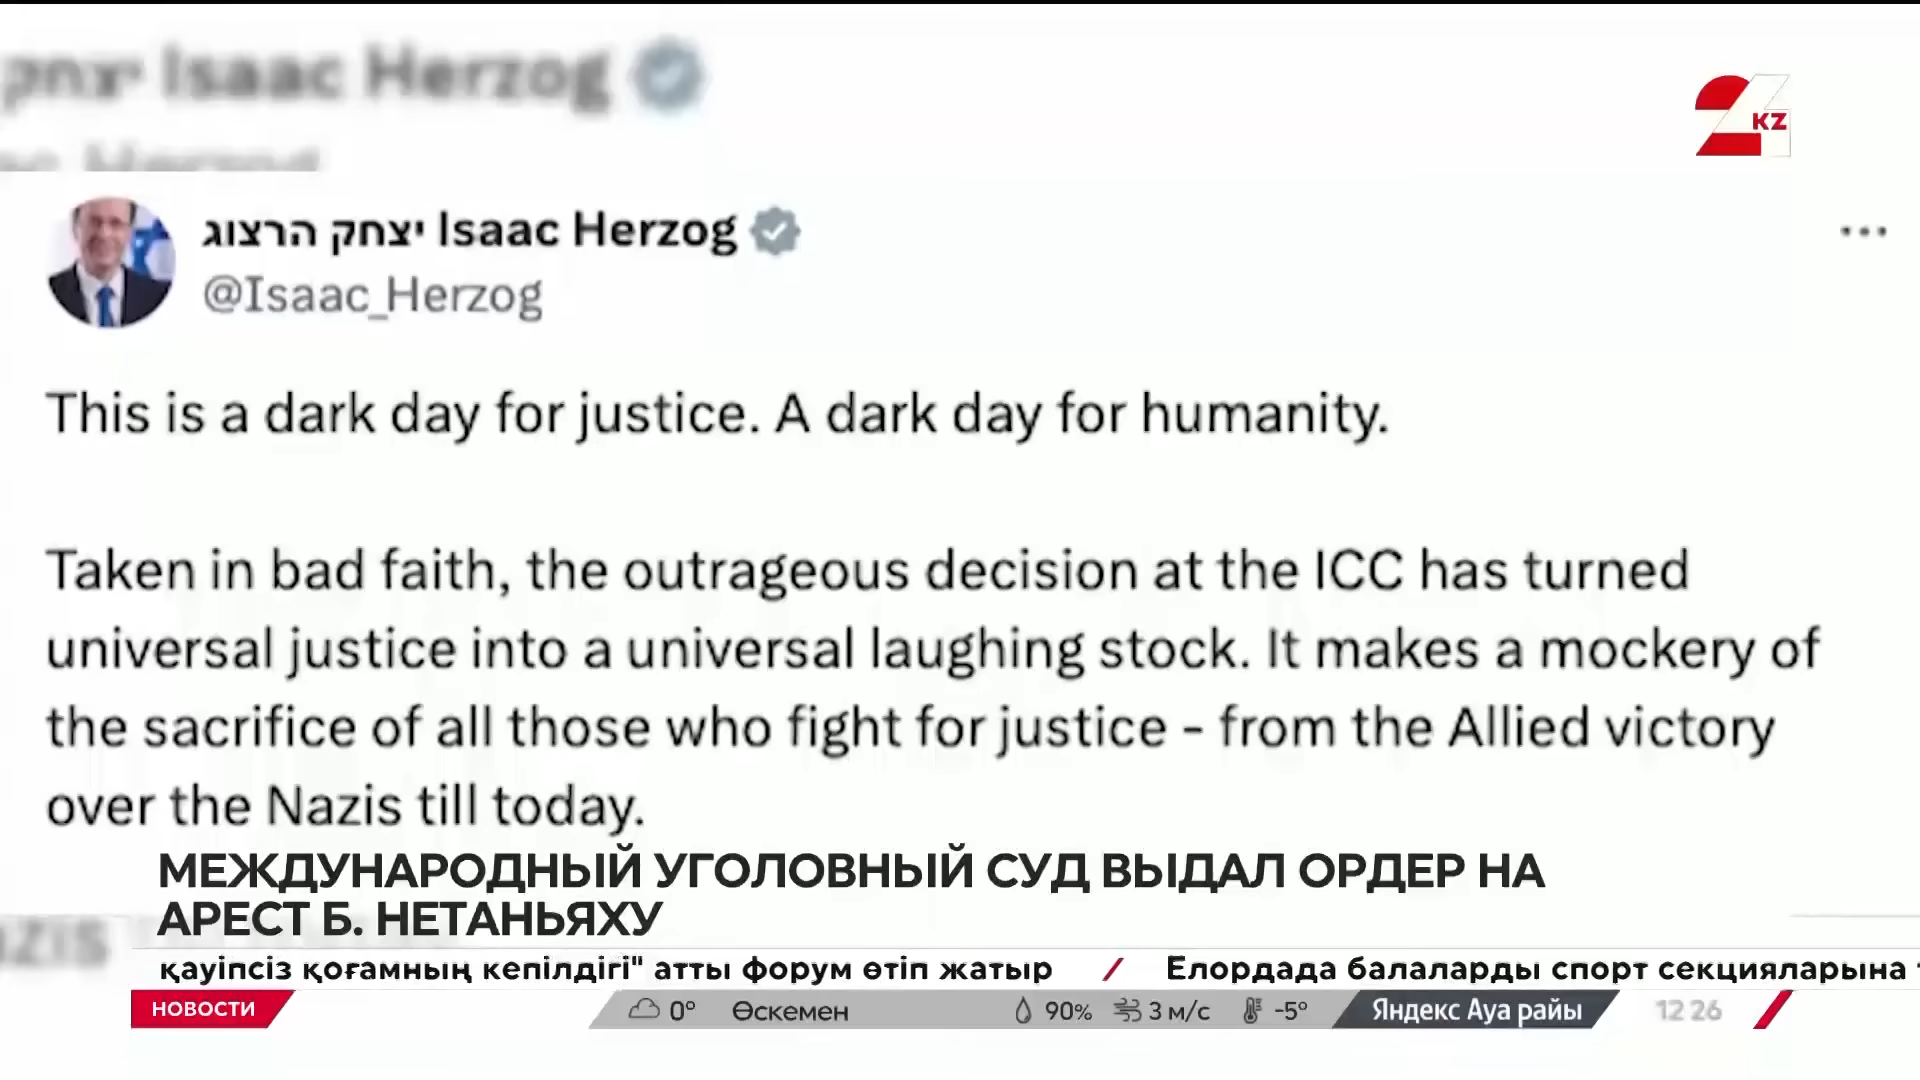 יצחק Isaac Herzog
24 KZ
יצחק הרצוג Isaac Herzog
@Isaac_Herzog
This is a dark day for justice. A dark day for humanity.
Taken in bad faith, the outrageous decision at the ICC has turned
universal justice into a universal laughing stock. It makes a mockery of
the sacrifice of all those who fight for justice - from the Allied victory
over the Nazis till today.
МЕЖДУНАРОДНЫЙ УГОЛОВНЫЙ СУД ВЫДАЛ ОРДЕР НА
АРЕСТ Б. НЕТАНЬЯХУ
қауіпсіз қоғамның кепілдігі" атты форум өтіп жатыр / Елордада балаларды спорт секцияларына
НОВОСТИ 0° Өскемен 90% 3 м/с -5° Яндекс Ауа райы 12 26